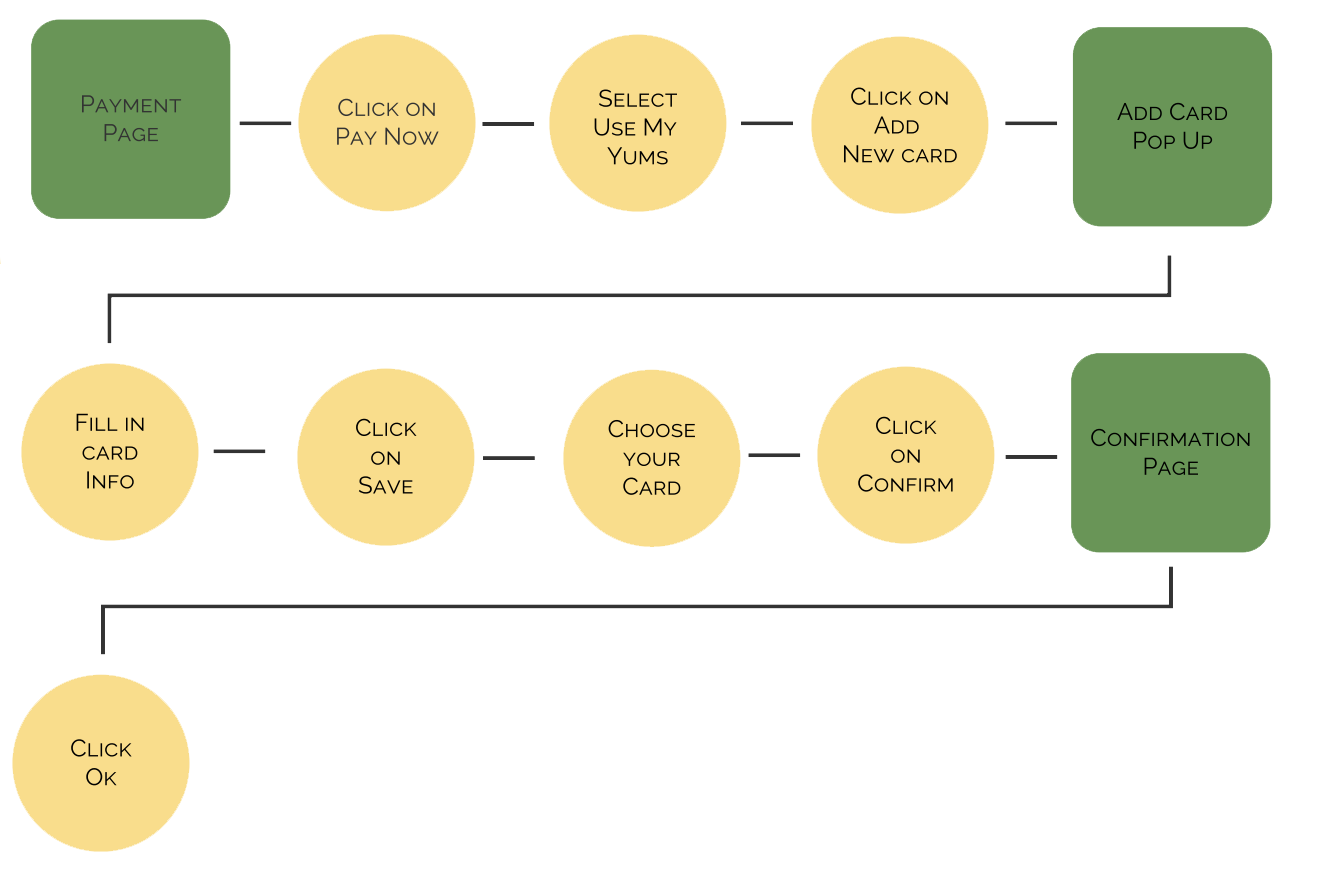 Payment
Page
Click on
Pay Now
Select
Use My
Yums
Click on
Add
New card
Add Card
Pop Up
Fill in
card
Info
Click
on
Save
Choose
your
Card
Click
on
Confirm
Confirmation
Page
Click
Ok